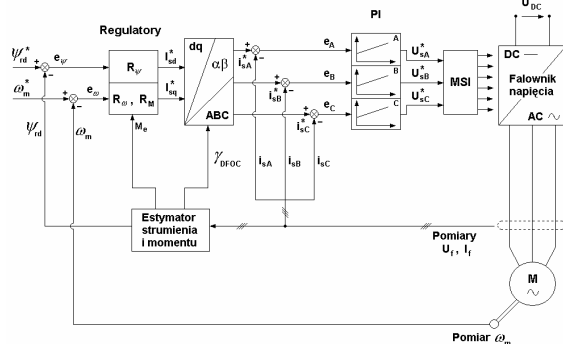 Regulatory
PI
U_DC
ψ*_rd
e_ψ
R_ψ
I*_sd
dq
αβ
ABC
i*_sA
e_A
A
U*_sA
DC
ω*_m
e_ω
R_ω , R_M
I*_sq
i*_sB
e_B
B
U*_sB
MSI
Falownik
napięcia
i*_sC
e_C
C
U*_sC
AC
ψ_rd
ω_m
M_e
γ_DFOC
i_sA
i_sB
i_sC
Estymator
strumienia
i momentu
Pomiary
U_f , I_f
M
Pomiar ω_m